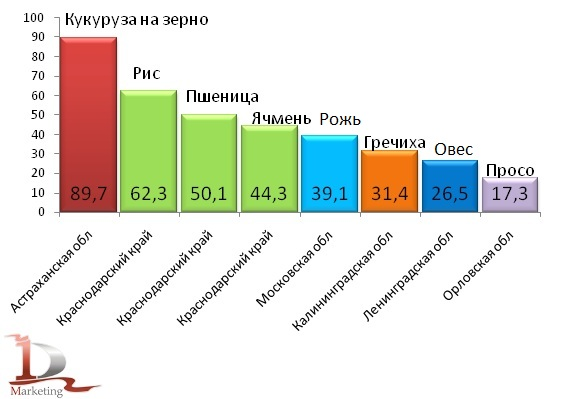 100
90
80
70
60
50
40
30
20
10
0
Кукуруза на зерно
Рис
Пшеница
Ячмень
Рожь
Гречиха
Овес
Просо
89,7
62,3
50,1
44,3
39,1
31,4
26,5
17,3
Астраханская обл
Краснодарский край
Краснодарский край
Краснодарский край
Московская обл
Калининградская обл
Ленинградская обл
Орловская обл
1D
Marketing